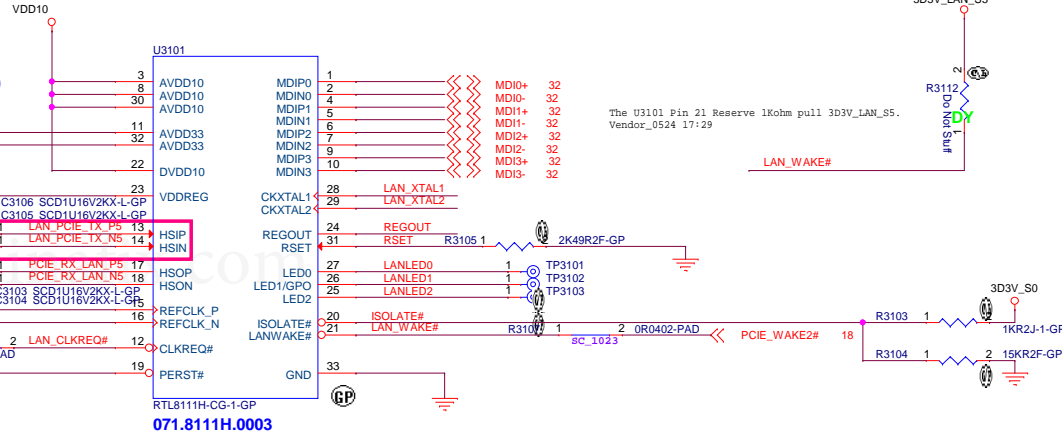 VDD10
3D3V_LAN_S5
U3101
3 AVDD10
8 AVDD10
30 AVDD10
11 AVDD33
32 AVDD33
22 DVDD10
23 VDDREG
C3106 SCD1U16V2KX-L-GP
C3105 SCD1U16V2KX-L-GP
1 LAN_PCIE_TX_P5 13 HSIP
1 LAN_PCIE_TX_N5 14 HSIN
1 PCIE_RX_LAN_P5 17 HSOP
1 PCIE_RX_LAN_N5 18 HSON
C3103 SCD1U16V2KX-L-GP
C3104 SCD1U16V2KX-L-GP
15 REFCLK_P
16 REFCLK_N
2 LAN_CLKREQ# 12 CLKREQ#
PAD
19 PERST#
MDIP0 1 MDI0+ 32
MDIN0 2 MDI0- 32
MDIP1 4 MDI1+ 32
MDIN1 5 MDI1- 32
MDIP2 6 MDI2+ 32
MDIN2 7 MDI2- 32
MDIP3 9 MDI3+ 32
MDIN3 10 MDI3- 32
CKXTAL1 28 LAN_XTAL1
CKXTAL2 29 LAN_XTAL2
REGOUT 24 REGOUT
RSET 31 RSET R3105 1 2K49R2F-GP
LED0 27 LANLED0 1 TP3101
LED1/GPO 26 LANLED1 1 TP3102
LED2 25 LANLED2 1 TP3103
ISOLATE# 20 ISOLATE#
LANWAKE# 21 LAN_WAKE# 1 2 0R0402-PAD PCIE_WAKE2# 18
SC_1023
GND 33
GP
RTL8111H-CG-1-GP
071.8111H.0003
The U3101 Pin 21 Reserve 1Kohm pull 3D3V_LAN_S5.
Vendor_0524 17:29
2
R3112
Do Not Stuff
DY
1
LAN_WAKE#
3D3V_S0
R3103 1 2
1KR2J-1-GP
R3104 1 2 15KR2F-GP